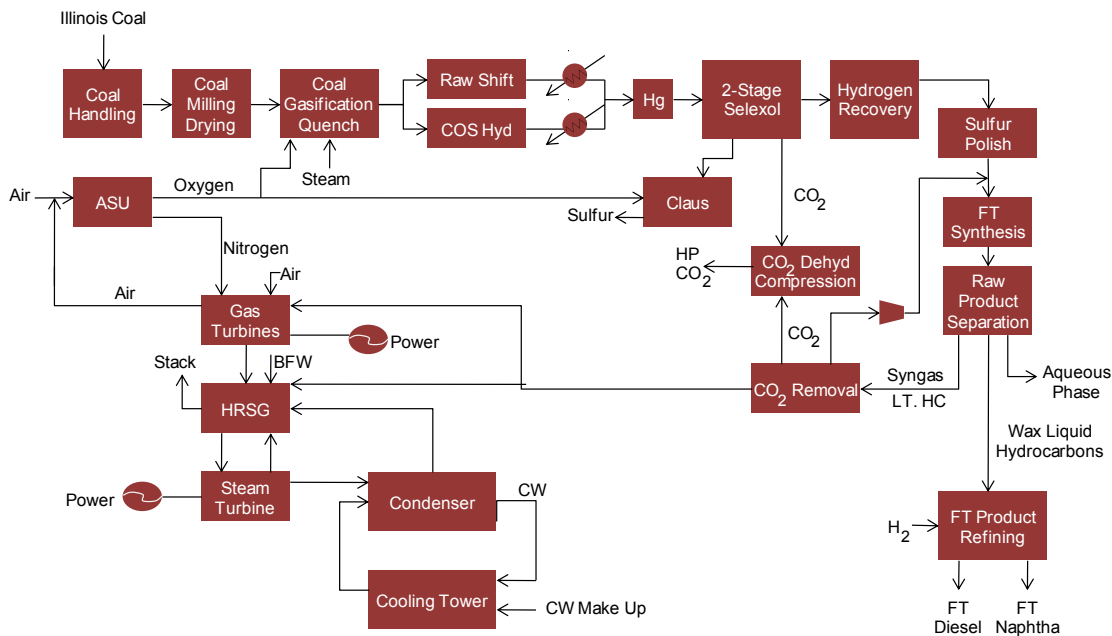 Illinois Coal
Coal
Handling
Coal
Milling
Drying
Coal
Gasification
Quench
Raw Shift
COS Hyd
Hg
2-Stage
Selexol
Hydrogen
Recovery
Sulfur
Polish
Air
ASU
Oxygen
Steam
Claus
Sulfur
CO2
FT
Synthesis
Nitrogen
Air
Air
HP
CO2
CO2 Dehyd
Compression
Raw
Product
Separation
Gas
Turbines
Power
CO2
Stack
BFW
HRSG
CO2 Removal
Syngas
LT. HC
Aqueous
Phase
Wax Liquid
Hydrocarbons
Power
Steam
Turbine
Condenser
CW
H2
FT Product
Refining
Cooling Tower
CW Make Up
FT
Diesel
FT
Naphtha